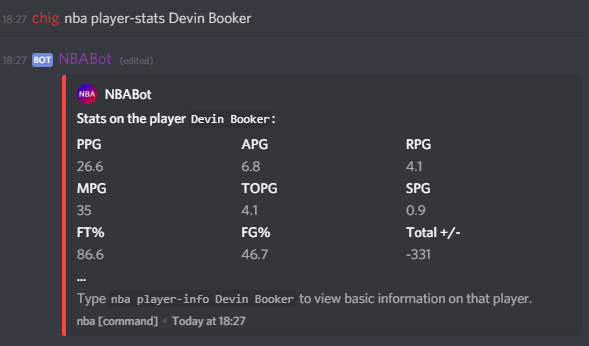 18:27 chig nba player-stats Devin Booker
18:27 BOT NBABot (edited)
NBA NBABot
Stats on the player Devin Booker:
PPG APG RPG
26.6 6.8 4.1
MPG TOPG SPG
35 4.1 0.9
FT% FG% Total +/-
86.6 46.7 -331
...
Type nba player-info Devin Booker to view basic information on that player.
nba [command] • Today at 18:27